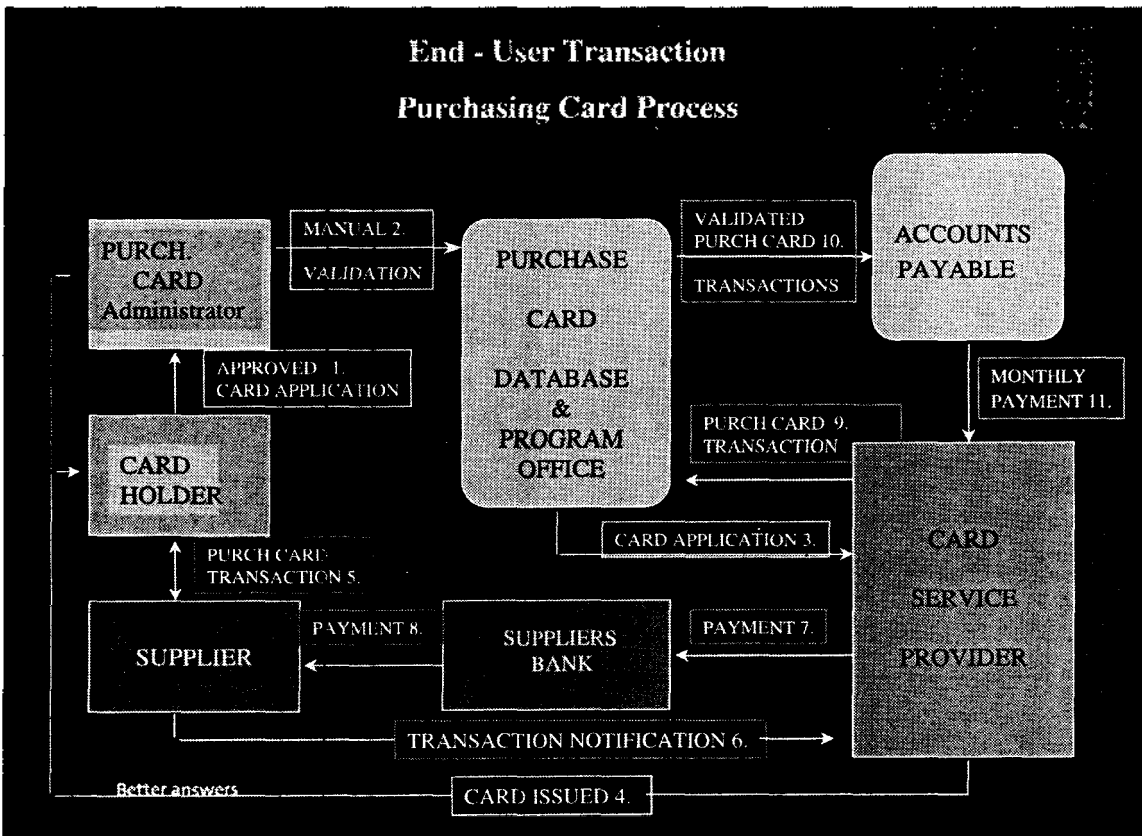 End - User Transaction
Purchasing Card Process
PURCH.
CARD
Administrator
MANUAL 2.
VALIDATION
PURCHASE
CARD
DATABASE
&
PROGRAM
OFFICE
VALIDATED
PURCH CARD 10.
TRANSACTIONS
ACCOUNTS
PAYABLE
APPROVED 1.
CARD APPLICATION
MONTHLY
PAYMENT 11.
PURCH CARD 9.
TRANSACTION
CARD
HOLDER
CARD APPLICATION 3.
CARD
SERVICE
PROVIDER
PURCH CARD
TRANSACTION 5.
SUPPLIER
PAYMENT 8.
SUPPLIERS
BANK
PAYMENT 7.
TRANSACTION NOTIFICATION 6.
Better answers
CARD ISSUED 4.